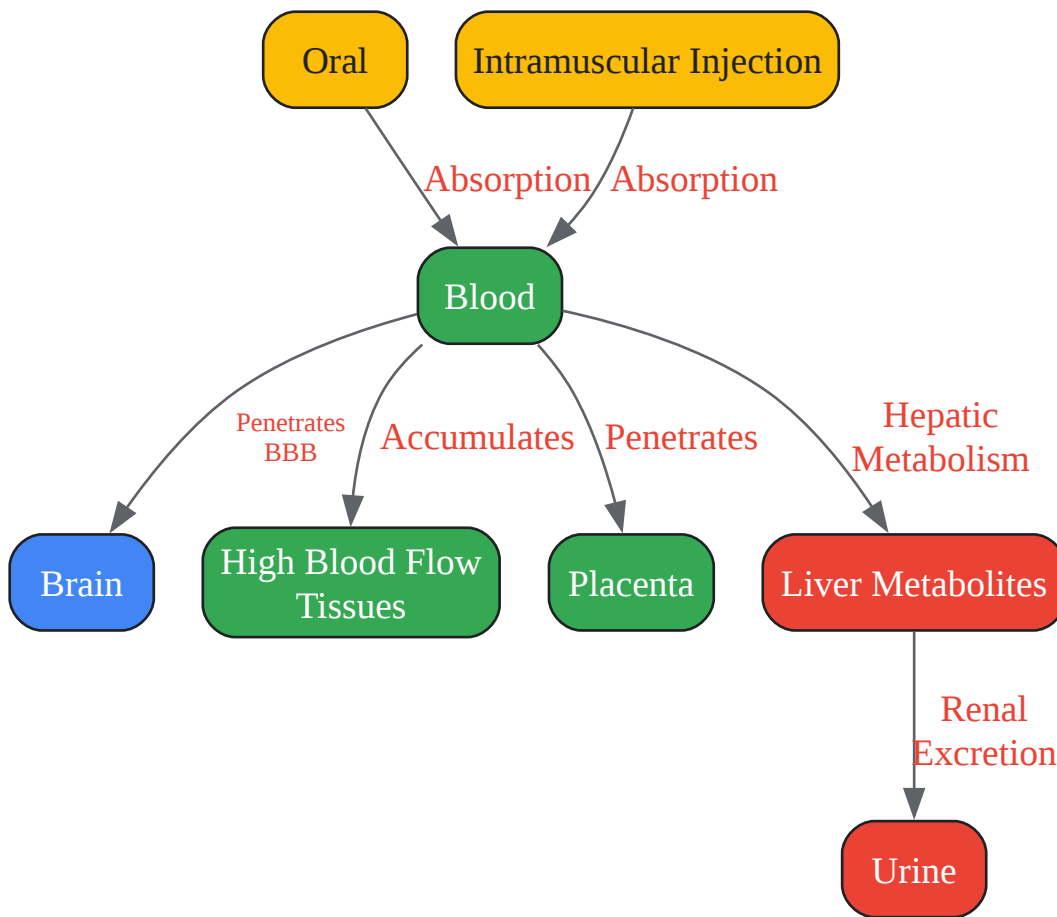 Oral
Intramuscular Injection
Absorption
Absorption
Blood
Penetrates
BBB
Accumulates
Penetrates
Hepatic
Metabolism
Brain
High Blood Flow
Tissues
Placenta
Liver Metabolites
Renal
Excretion
Urine